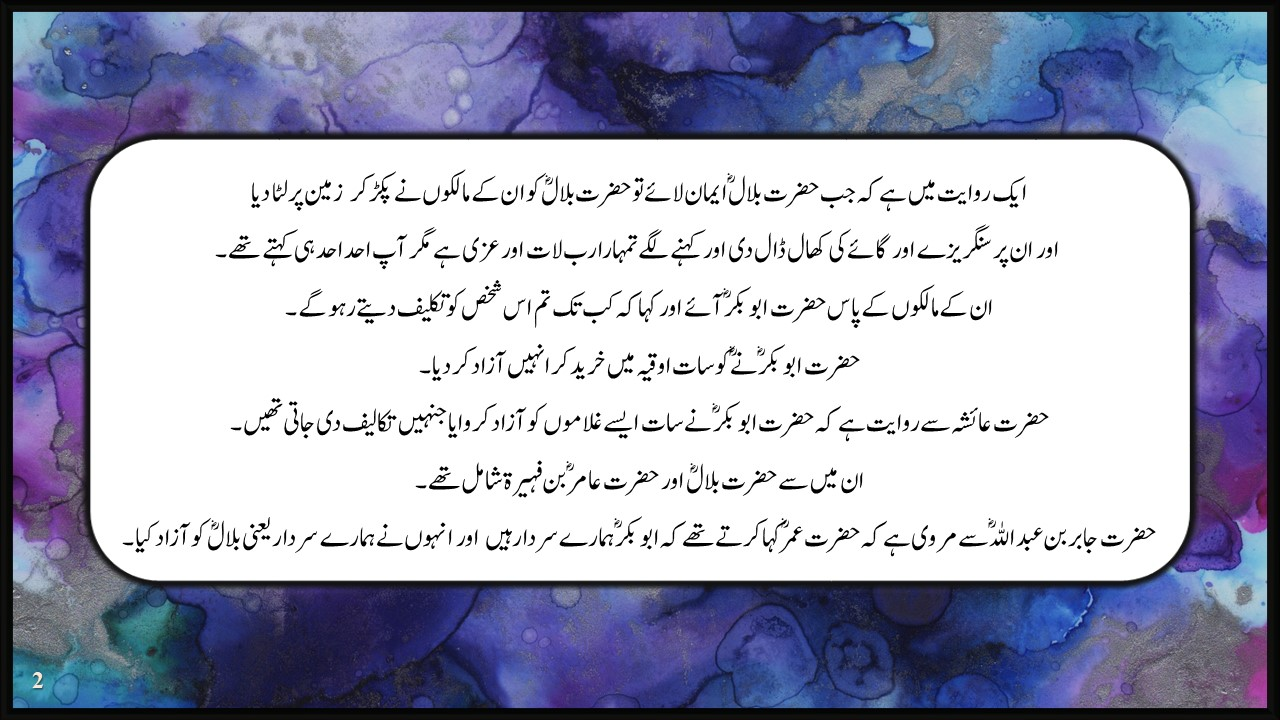 ایک روایت میں ہے کہ جب حضرت بلالؓ ایمان لائے تو حضرت بلالؓ کو ان کے مالکوں نے پکڑ کر زمین پر لٹا دیا
اور ان پر سنگریزے اور گائے کی کھال ڈال دی اور کہنے لگے تمہارا رب لات اور عزی ہے مگر آپ احد احد ہی کہتے تھے۔
ان کے مالکوں کے پاس حضرت ابو بکرؓ آئے اور کہا کہ کب تک تم اس شخص کو تکلیف دیتے رہو گے۔
حضرت ابو بکرؓ نےؓ کو سات اوقیہ میں خرید کر انہیں آزاد کر دیا۔
حضرت عائشہ سے روایت ہے کہ حضرت ابو بکرؓ نے سات ایسے غلاموں کو آزاد کروایا جنہیں تکالیف دی جاتی تھیں۔
ان میں سے حضرت بلالؓ اور حضرت عامرؓ بن فہیرۃ شامل تھے۔
حضرت جابر بن عبد اللہؓ سے مروی ہے کہ حضرت عمرؓ کہا کرتے تھے کہ ابو بکرؓ ہمارے سردار ہیں اور انہوں نے ہمارے سردار یعنی بلالؓ کو آزاد کیا۔
2